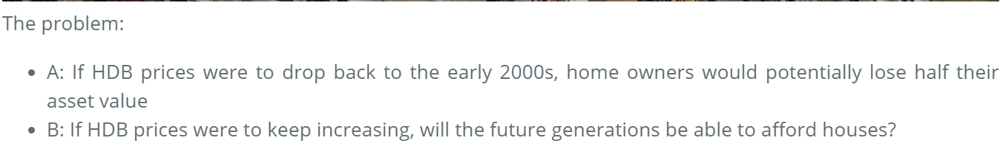 The problem:
• A: If HDB prices were to drop back to the early 2000s, home owners would potentially lose half their
asset value
• B: If HDB prices were to keep increasing, will the future generations be able to afford houses?